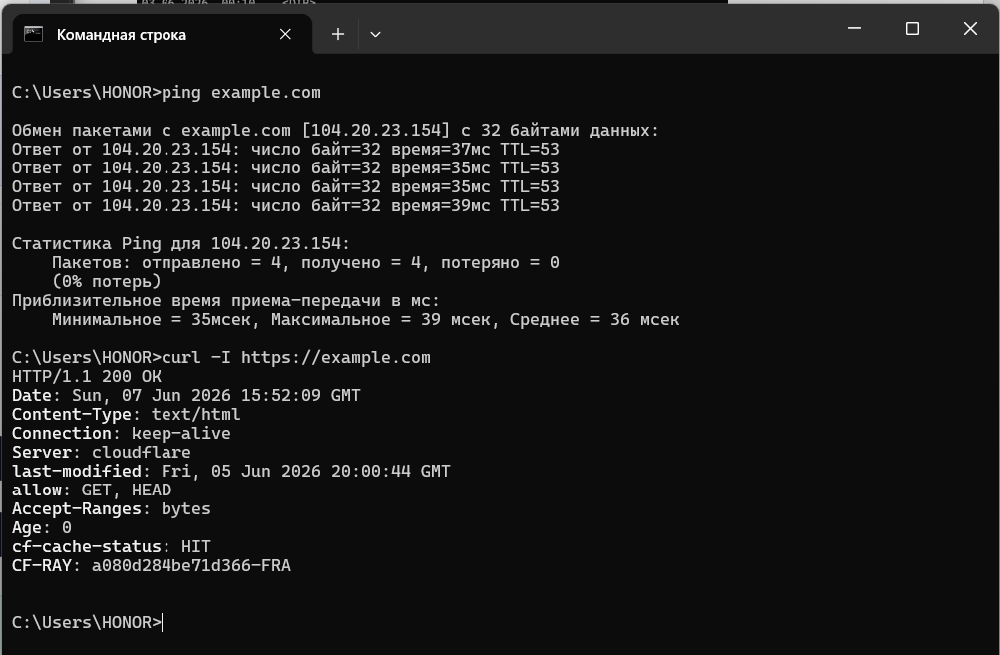 03.06.2026 00:10 <DIR>
Командная строка
C:\Users\HONOR>ping example.com
Обмен пакетами с example.com [104.20.23.154] с 32 байтами данных:
Ответ от 104.20.23.154: число байт=32 время=37мс TTL=53
Ответ от 104.20.23.154: число байт=32 время=35мс TTL=53
Ответ от 104.20.23.154: число байт=32 время=35мс TTL=53
Ответ от 104.20.23.154: число байт=32 время=39мс TTL=53
Статистика Ping для 104.20.23.154:
Пакетов: отправлено = 4, получено = 4, потеряно = 0
(0% потерь)
Приблизительное время приема-передачи в мс:
Минимальное = 35мсек, Максимальное = 39 мсек, Среднее = 36 мсек
C:\Users\HONOR>curl -I https://example.com
HTTP/1.1 200 OK
Date: Sun, 07 Jun 2026 15:52:09 GMT
Content-Type: text/html
Connection: keep-alive
Server: cloudflare
last-modified: Fri, 05 Jun 2026 20:00:44 GMT
allow: GET, HEAD
Accept-Ranges: bytes
Age: 0
cf-cache-status: HIT
CF-RAY: a080d284be71d366-FRA
C:\Users\HONOR>